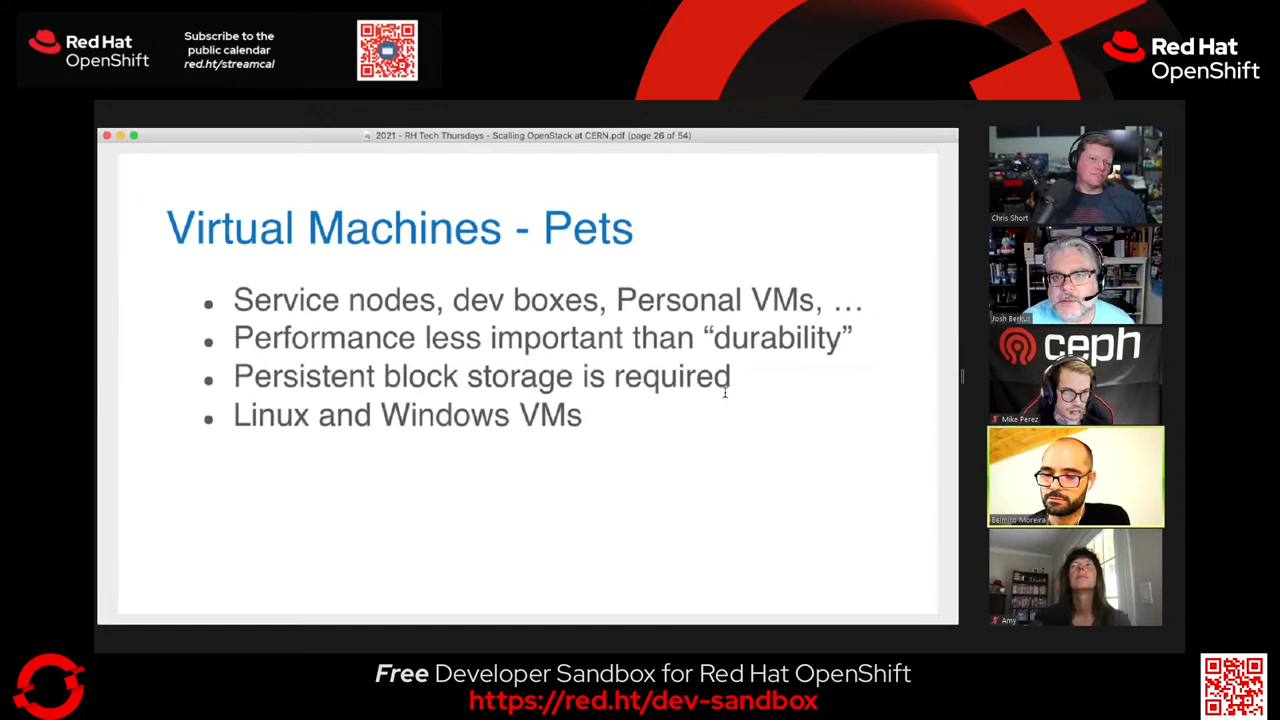 Red Hat
OpenShift
Subscribe to the
public calendar
red.ht/streamcal
Red Hat
OpenShift
2021 - RH Tech Thursdays - Scalling OpenStack at CERN.pdf (page 26 of 54)
Virtual Machines - Pets
• Service nodes, dev boxes, Personal VMs, …
• Performance less important than “durability”
• Persistent block storage is required
• Linux and Windows VMs
Chris Short
Josh Berkus
ceph
Mike Perez
Belmiro Moreira
Amy
Free Developer Sandbox for Red Hat OpenShift
https://red.ht/dev-sandbox